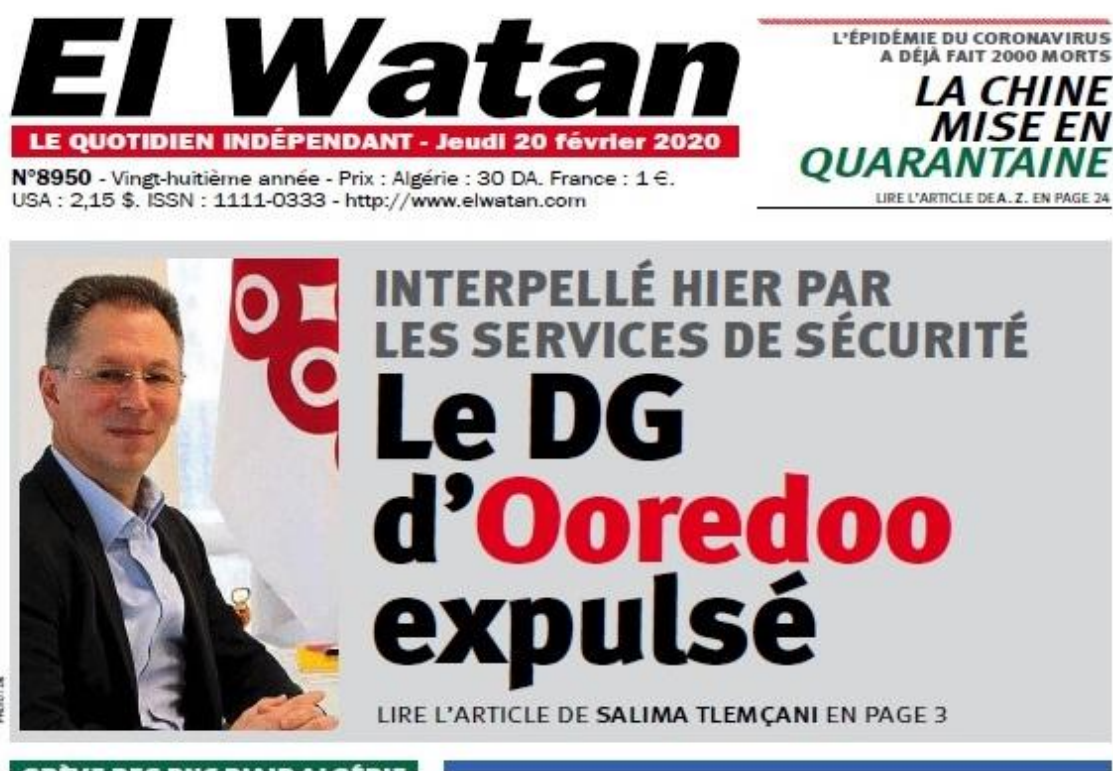 El Watan
LE QUOTIDIEN INDÉPENDANT - Jeudi 20 février 2020
N°8950 - Vingt-huitième année - Prix : Algérie : 30 DA. France : 1 €.
USA : 2,15 $. ISSN : 1111-0333 - http://www.elwatan.com
L'ÉPIDÉMIE DU CORONAVIRUS
A DÉJÀ FAIT 2000 MORTS
LA CHINE
MISE EN
QUARANTAINE
LIRE L'ARTICLE DE A. Z. EN PAGE 24
INTERPELLÉ HIER PAR
LES SERVICES DE SÉCURITÉ
Le DG
d'Ooredoo
expulsé
LIRE L'ARTICLE DE SALIMA TLEMÇANI EN PAGE 3